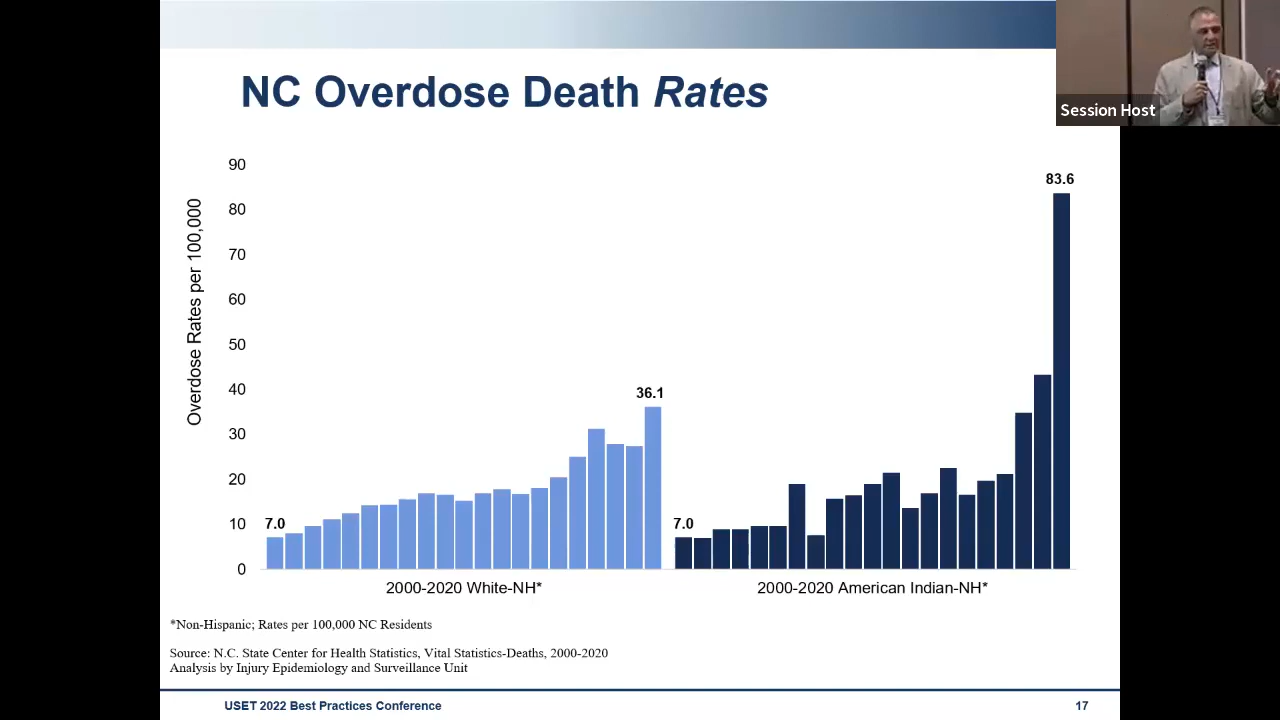 NC Overdose Death Rates
Session Host
Overdose Rates per 100,000
90
80
70
60
50
40
30
20
10
0
7.0
36.1
7.0
83.6
2000-2020 White-NH*
2000-2020 American Indian-NH*
*Non-Hispanic; Rates per 100,000 NC Residents
Source: N.C. State Center for Health Statistics, Vital Statistics-Deaths, 2000-2020
Analysis by Injury Epidemiology and Surveillance Unit
USET 2022 Best Practices Conference
17